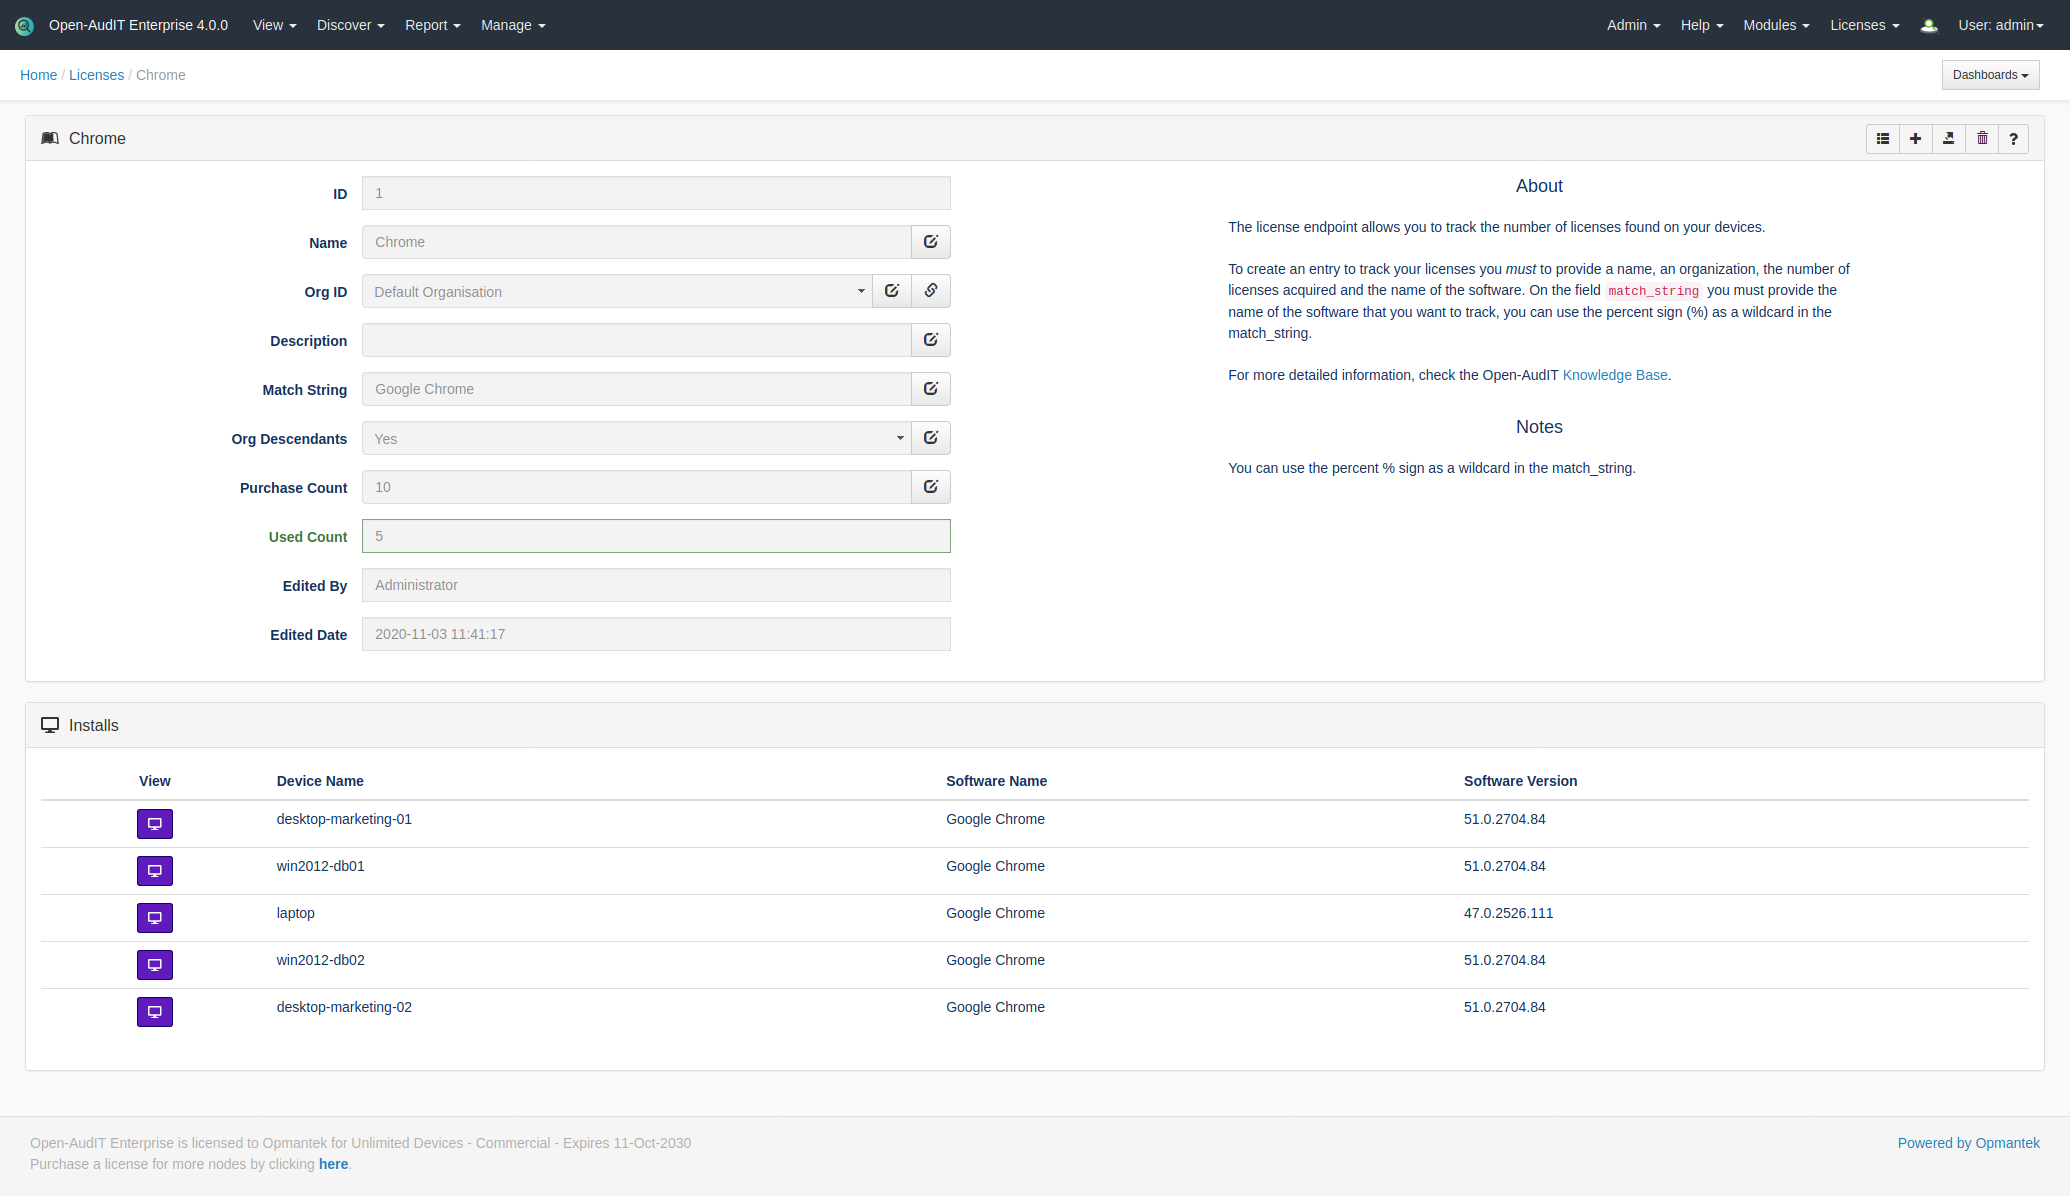 Open-AudIT Enterprise 4.0.0 View Discover Report Manage Admin Help Modules Licenses User: admin
Home / Licenses / Chrome Dashboards
Chrome ?
ID 1
Name Chrome
Org ID Default Organisation
Description
Match String Google Chrome
Org Descendants Yes
Purchase Count 10
Used Count 5
Edited By Administrator
Edited Date 2020-11-03 11:41:17
About
The license endpoint allows you to track the number of licenses found on your devices.
To create an entry to track your licenses you must to provide a name, an organization, the number of
licenses acquired and the name of the software. On the field match_string you must provide the
name of the software that you want to track, you can use the percent sign (%) as a wildcard in the
match_string.
For more detailed information, check the Open-AudIT Knowledge Base.
Notes
You can use the percent % sign as a wildcard in the match_string.
Installs
View Device Name Software Name Software Version
desktop-marketing-01 Google Chrome 51.0.2704.84
win2012-db01 Google Chrome 51.0.2704.84
laptop Google Chrome 47.0.2526.111
win2012-db02 Google Chrome 51.0.2704.84
desktop-marketing-02 Google Chrome 51.0.2704.84
Open-AudIT Enterprise is licensed to Opmantek for Unlimited Devices - Commercial - Expires 11-Oct-2030 Powered by Opmantek
Purchase a license for more nodes by clicking here.